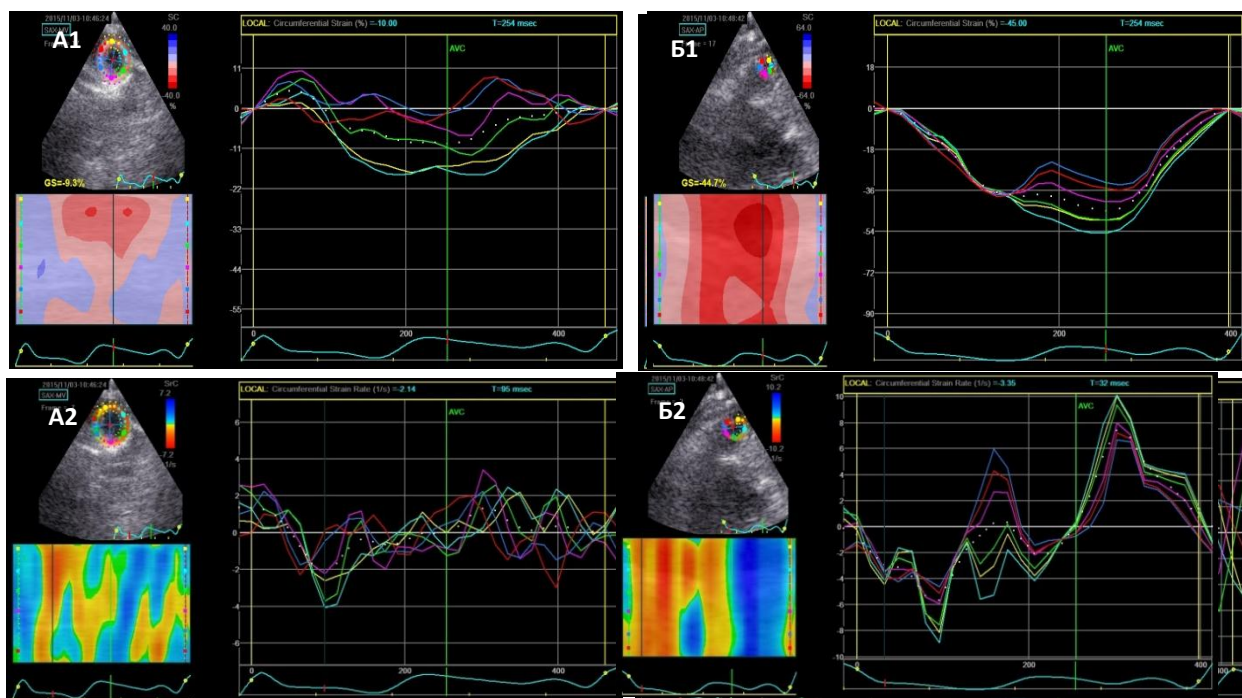 A1
2015/11/03-10:46:24
SAX-MV
SC
40.0
-40.0
%
GS=-9.3%
LOCAL: Circumferential Strain (%) =-10.00 T=254 msec
AVC
11
0
-11
-22
-33
-44
-55
0
200
400
Б1
2015/11/03-10:48:42
SAX-AP
= 17
SC
64.0
-64.0
%
GS=-44.7%
LOCAL: Circumferential Strain (%) =-45.00 T=254 msec
AVC
18
0
-18
-36
-54
-72
-90
0
200
400
A2
2015/11/03-10:46:24
SAX-MV
SrC
7.2
-7.2
1/s
LOCAL: Circumferential Strain Rate (1/s) =-2.14 T=95 msec
AVC
6
4
2
0
-2
-4
-6
0
200
400
Б2
2015/11/03-10:48:42
SAX-AP
SrC
10.2
-10.2
1/s
LOCAL: Circumferential Strain Rate (1/s) =-3.35 T=32 msec
AVC
10
8
6
4
2
0
-2
-4
-6
-8
-10
0
200
400